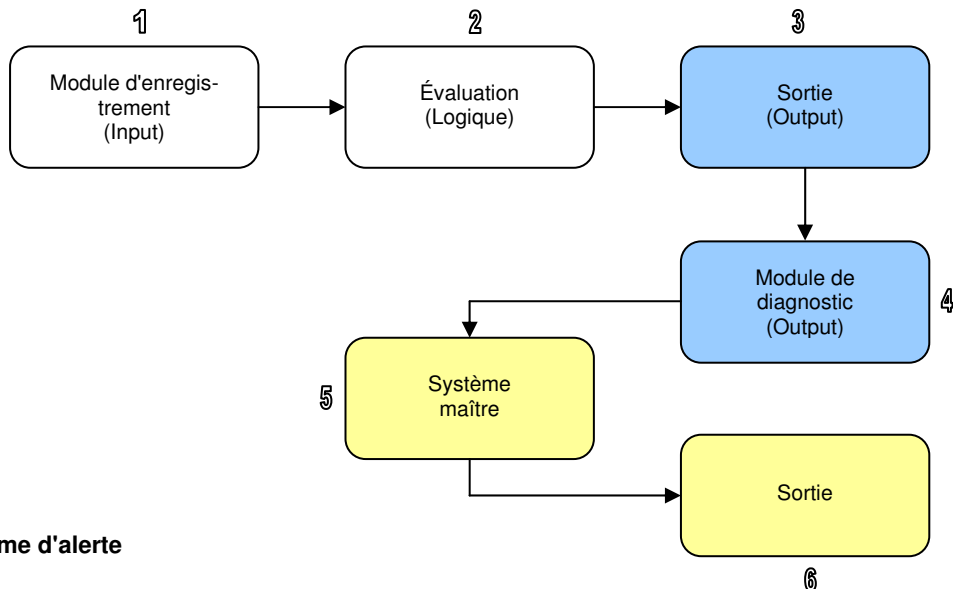 1
2
3
Module d'enregis-
trement
(Input)
Évaluation
(Logique)
Sortie
(Output)
Module de
diagnostic
(Output)
4
Système
maître
5
Sortie
me d'alerte
6